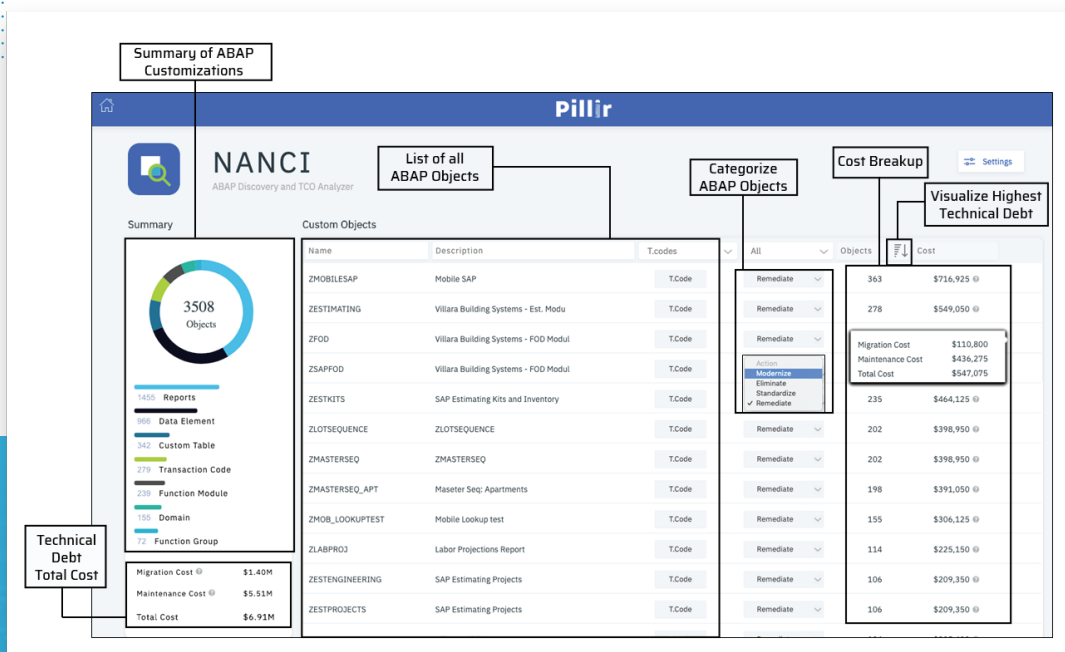 Summary of ABAP
Customizations
Pillir
NANCI
ABAP Discovery and TCO Analyzer
List of all
ABAP Objects
Categorize
ABAP Objects
Cost Breakup
Settings
Visualize Highest
Technical Debt
Summary
3508
Objects
1455 Reports
966 Data Element
342 Custom Table
279 Transaction Code
239 Function Module
155 Domain
72 Function Group
Technical
Debt
Total Cost
Migration Cost $1.40M
Maintenance Cost $5.51M
Total Cost $6.91M
Custom Objects
Name Description T.codes All Objects Cost
ZMOBILESAP Mobile SAP T.Code Remediate 363 $716,925
ZESTIMATING Villara Building Systems - Est. Modu T.Code Remediate 278 $549,050
ZFOD Villara Building Systems - FOD Modul T.Code Remediate
ZSAPFOD Villara Building Systems - FOD Modul T.Code
Action
Modernize
Eliminate
Standardize
✓ Remediate
Migration Cost $110,800
Maintenance Cost $436,275
Total Cost $547,075
ZESTKITS SAP Estimating Kits and Inventory T.Code 235 $464,125
ZLOTSEQUENCE ZLOTSEQUENCE T.Code Remediate 202 $398,950
ZMASTERSEQ ZMASTERSEQ T.Code Remediate 202 $398,950
ZMASTERSEQ_APT Maseter Seq: Apartments T.Code Remediate 198 $391,050
ZMOB_LOOKUPTEST Mobile Lookup test T.Code Remediate 155 $306,125
ZLABPROJ Labor Projections Report T.Code Remediate 114 $225,150
ZESTENGINEERING SAP Estimating Projects T.Code Remediate 106 $209,350
ZESTPROJECTS SAP Estimating Projects T.Code Remediate 106 $209,350